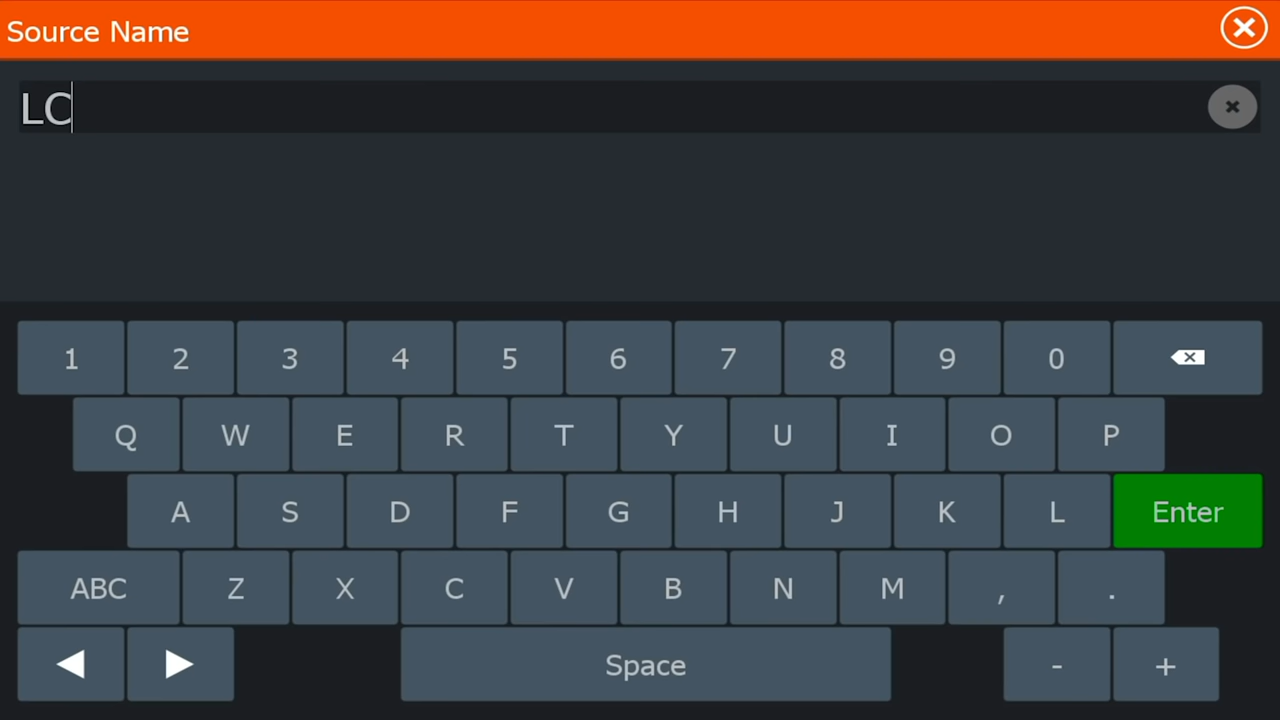 Source Name
LC
1 2 3 4 5 6 7 8 9 0
Q W E R T Y U I O P
A S D F G H J K L Enter
ABC Z X C V B N M , .
Space - +